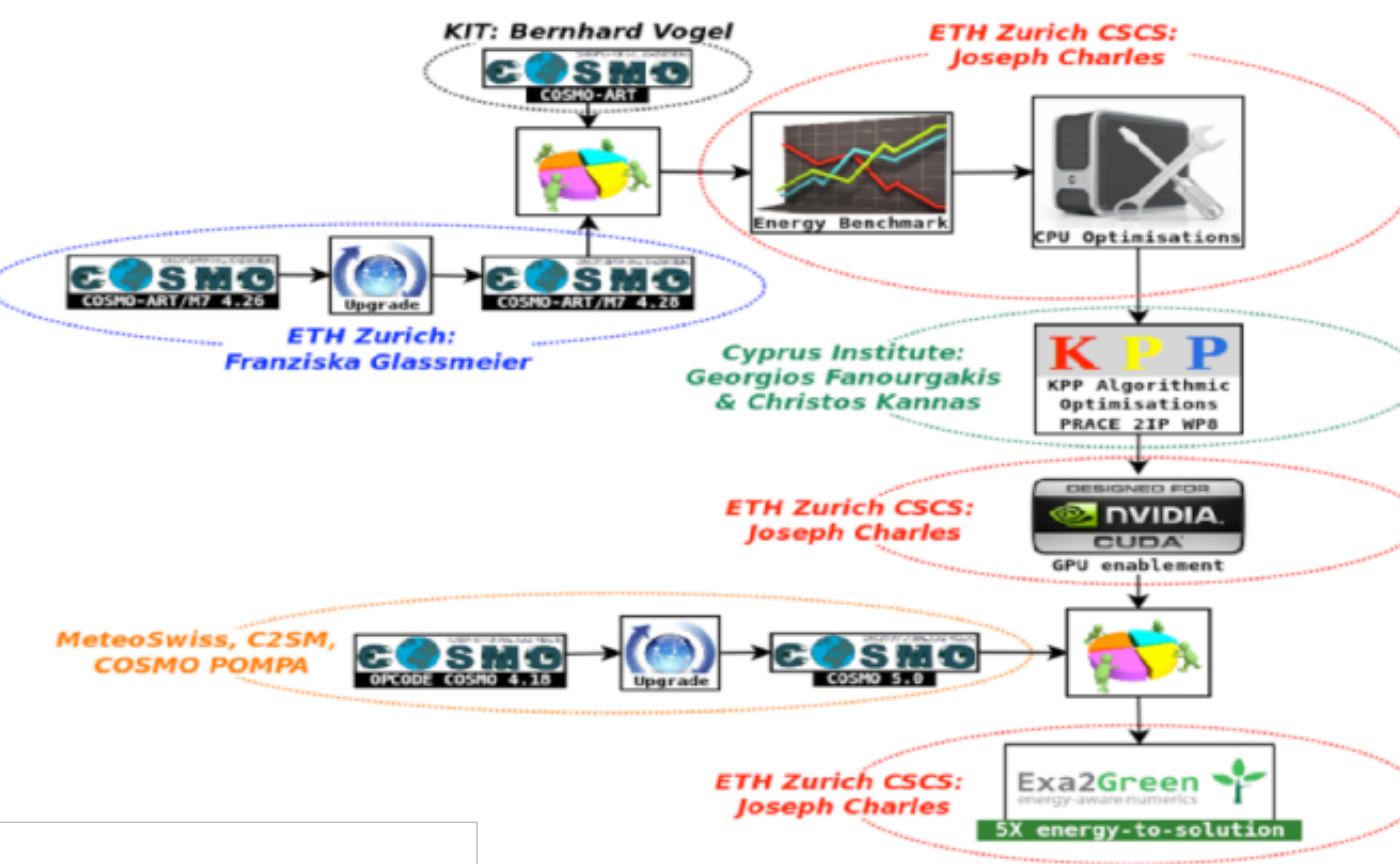 KIT: Bernhard Vogel
COSMO
COSMO-ART
ETH Zurich CSCS:
Joseph Charles
Energy Benchmark
CPU Optimisations
COSMO
COSMO-ART/M7 4.26
Upgrade
COSMO
COSMO-ART/M7 4.28
ETH Zurich:
Franziska Glassmeier
Cyprus Institute:
Georgios Fanourgakis
& Christos Kannas
K P P
KPP Algorithmic
Optimisations
PRACE 2IP WP8
ETH Zurich CSCS:
Joseph Charles
DESIGNED FOR
NVIDIA.
CUDA
GPU enablement
MeteoSwiss, C2SM,
COSMO POMPA
COSMO
OPCODE COSMO 4.18
Upgrade
COSMO
COSMO 5.0
ETH Zurich CSCS:
Joseph Charles
Exa2Green
energy-aware numerics
5X energy-to-solution